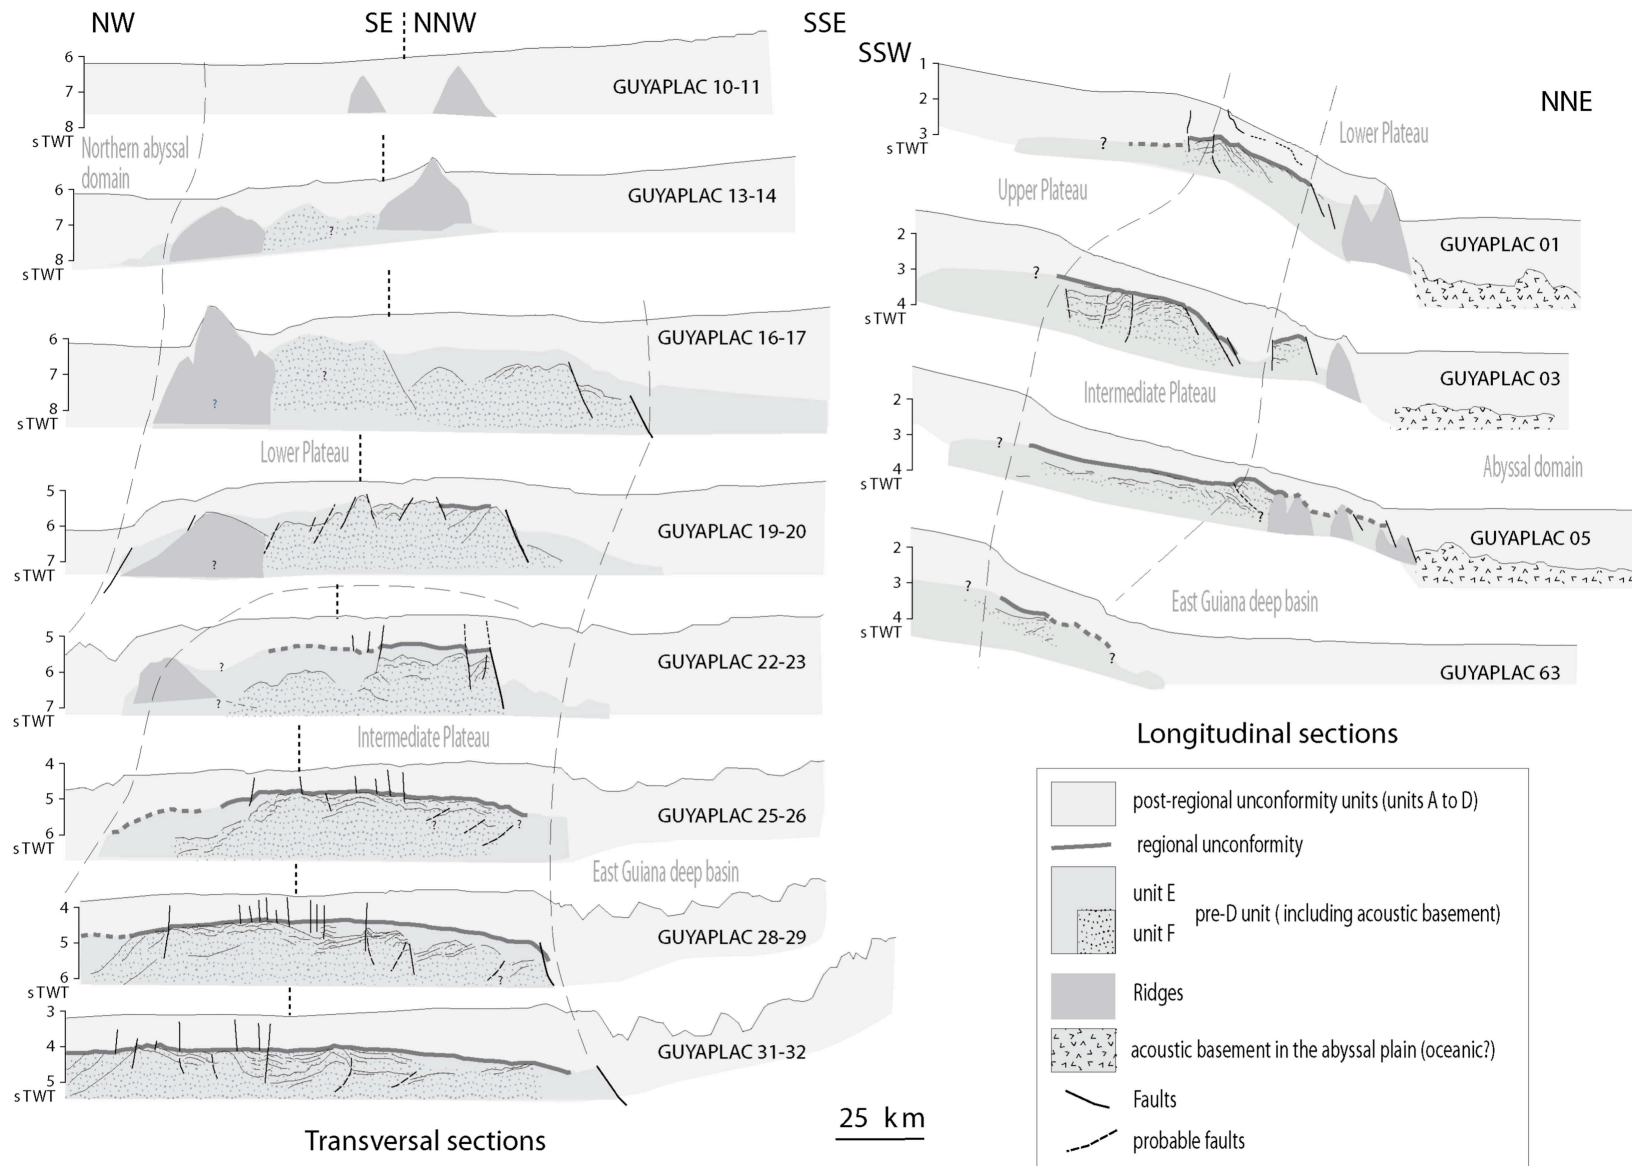 NW
SE
NNW
SSE
6
7
8
s TWT
GUYAPLAC 10-11
Northern abyssal
domain
6
7
8
s TWT
?
GUYAPLAC 13-14
6
7
8
s TWT
?
?
GUYAPLAC 16-17
Lower Plateau
5
6
7
s TWT
?
GUYAPLAC 19-20
5
6
7
s TWT
?
?
GUYAPLAC 22-23
Intermediate Plateau
4
5
6
s TWT
?
?
GUYAPLAC 25-26
East Guiana deep basin
4
5
6
s TWT
?
GUYAPLAC 28-29
3
4
5
s TWT
GUYAPLAC 31-32
Transversal sections
25 km
SSW
NNE
1
2
3
s TWT
?
Lower Plateau
Upper Plateau
GUYAPLAC 01
2
3
4
s TWT
?
GUYAPLAC 03
Intermediate Plateau
2
3
4
s TWT
?
?
Abyssal domain
GUYAPLAC 05
2
3
4
s TWT
?
?
East Guiana deep basin
GUYAPLAC 63
Longitudinal sections
post-regional unconformity units (units A to D)
regional unconformity
unit E
pre-D unit ( including acoustic basement)
unit F
Ridges
acoustic basement in the abyssal plain (oceanic?)
Faults
probable faults